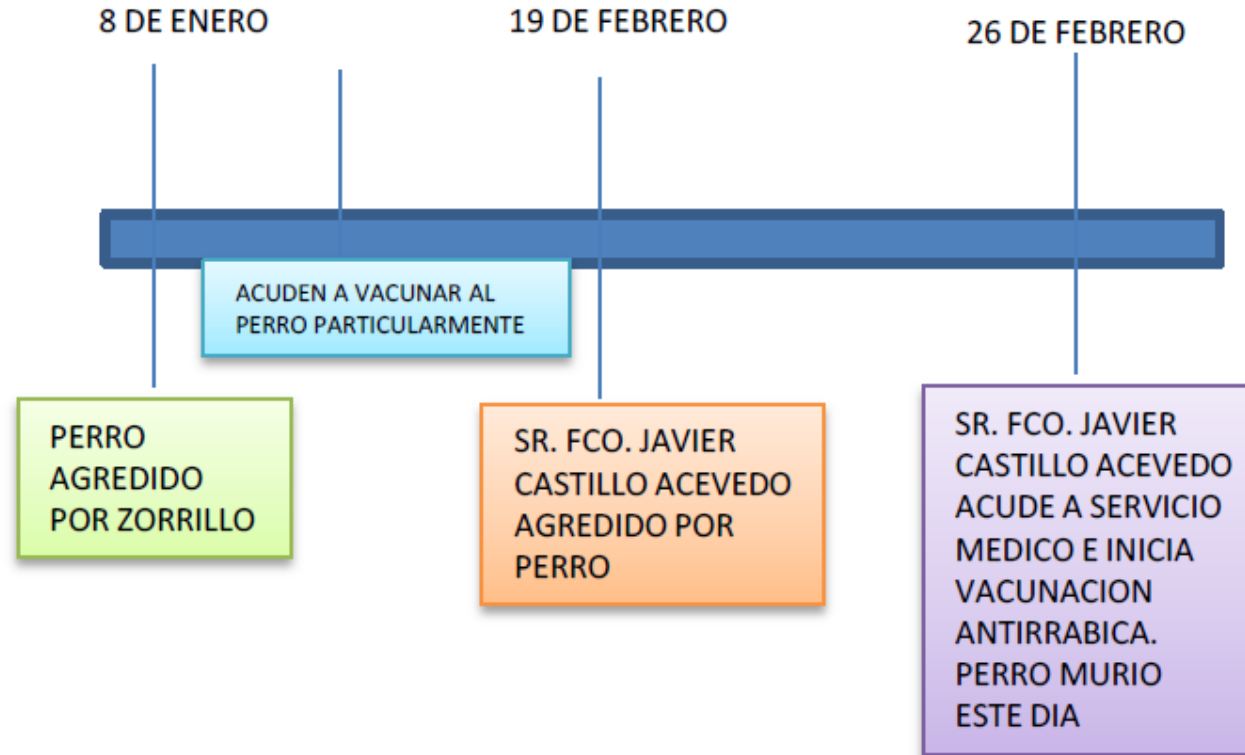 8 DE ENERO
19 DE FEBRERO
26 DE FEBRERO
ACUDEN A VACUNAR AL
PERRO PARTICULARMENTE
PERRO
AGREDIDO
POR ZORRILLO
SR. FCO. JAVIER
CASTILLO ACEVEDO
AGREDIDO POR
PERRO
SR. FCO. JAVIER
CASTILLO ACEVEDO
ACUDE A SERVICIO
MEDICO E INICIA
VACUNACION
ANTIRRABICA.
PERRO MURIO
ESTE DIA